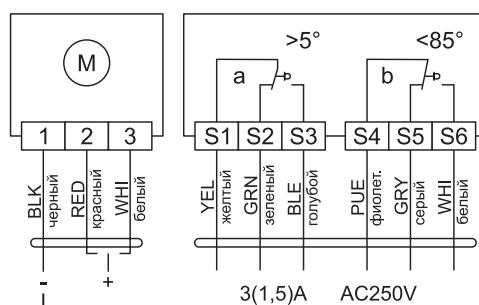 M
1 2 3
BLK
черный
RED
красный
WHI
белый
- +
>5°
<85°
a
b
S1 S2 S3 S4 S5 S6
YEL
желтый
GRN
зеленый
BLE
голубой
PUE
фиолет.
GRY
серый
WHI
белый
3(1,5)A AC250V